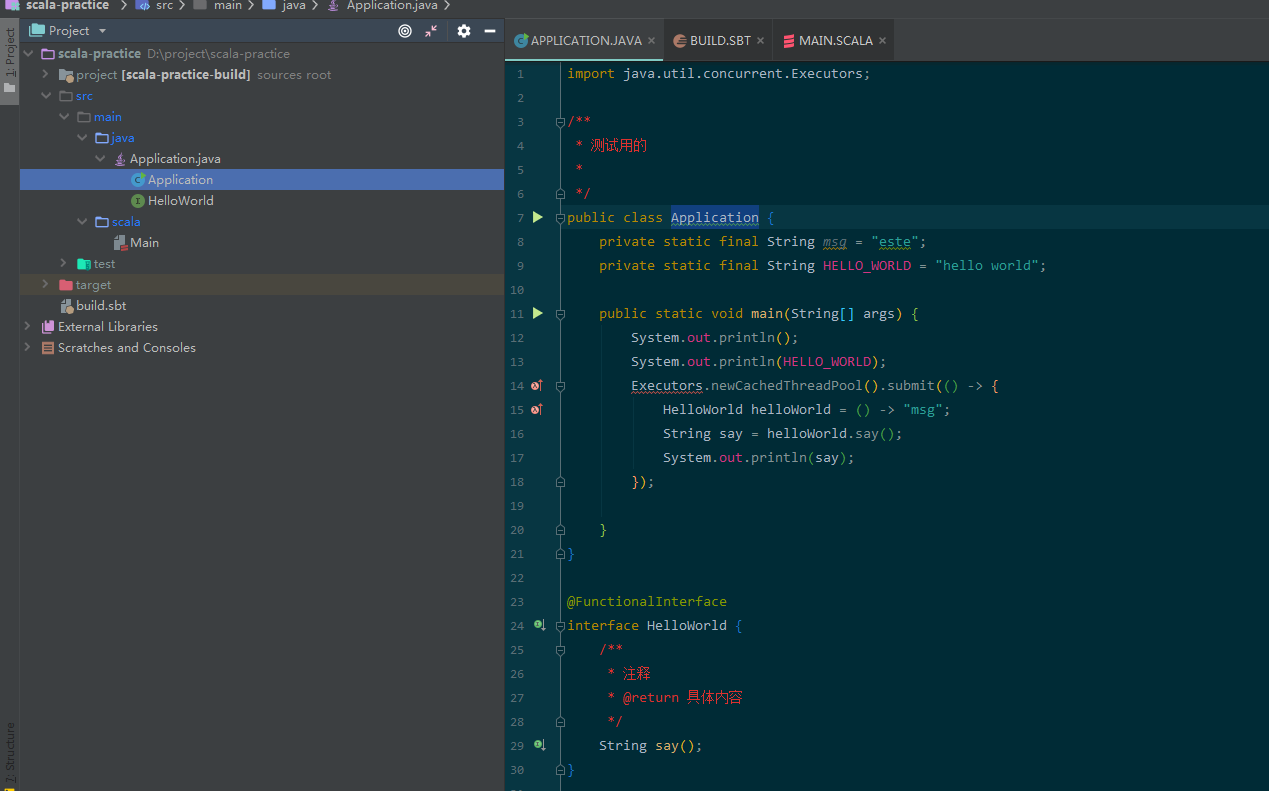 scala-practice > src > main > java > Application.java >
Project
scala-practice D:\project\scala-practice
project [scala-practice-build] sources root
src
main
java
Application.java
Application
HelloWorld
scala
Main
test
target
build.sbt
External Libraries
Scratches and Consoles
1: Project
7: Structure
APPLICATION.JAVA × BUILD.SBT × MAIN.SCALA ×
1 import java.util.concurrent.Executors;
2
3 /**
4 * 测试用的
5 *
6 */
7 public class Application {
8 private static final String msg = "este";
9 private static final String HELLO_WORLD = "hello world";
10
11 public static void main(String[] args) {
12 System.out.println();
13 System.out.println(HELLO_WORLD);
14 Executors.newCachedThreadPool().submit(() -> {
15 HelloWorld helloWorld = () -> "msg";
16 String say = helloWorld.say();
17 System.out.println(say);
18 });
19
20 }
21 }
22
23 @FunctionalInterface
24 interface HelloWorld {
25 /**
26 * 注释
27 * @return 具体内容
28 */
29 String say();
30 }